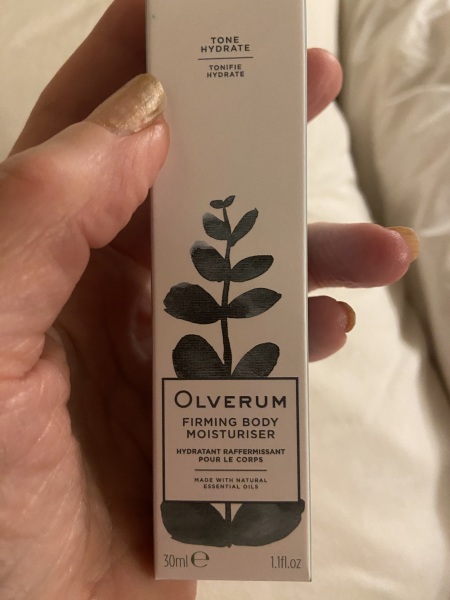 TONE
HYDRATE
TONIFIE
HYDRATE
OLVERUM
FIRMING BODY
MOISTURISER
HYDRATANT RAFFERMISSANT
POUR LE CORPS
MADE WITH NATURAL
ESSENTIAL OILS
30ml ℮ 1.1fl.oz